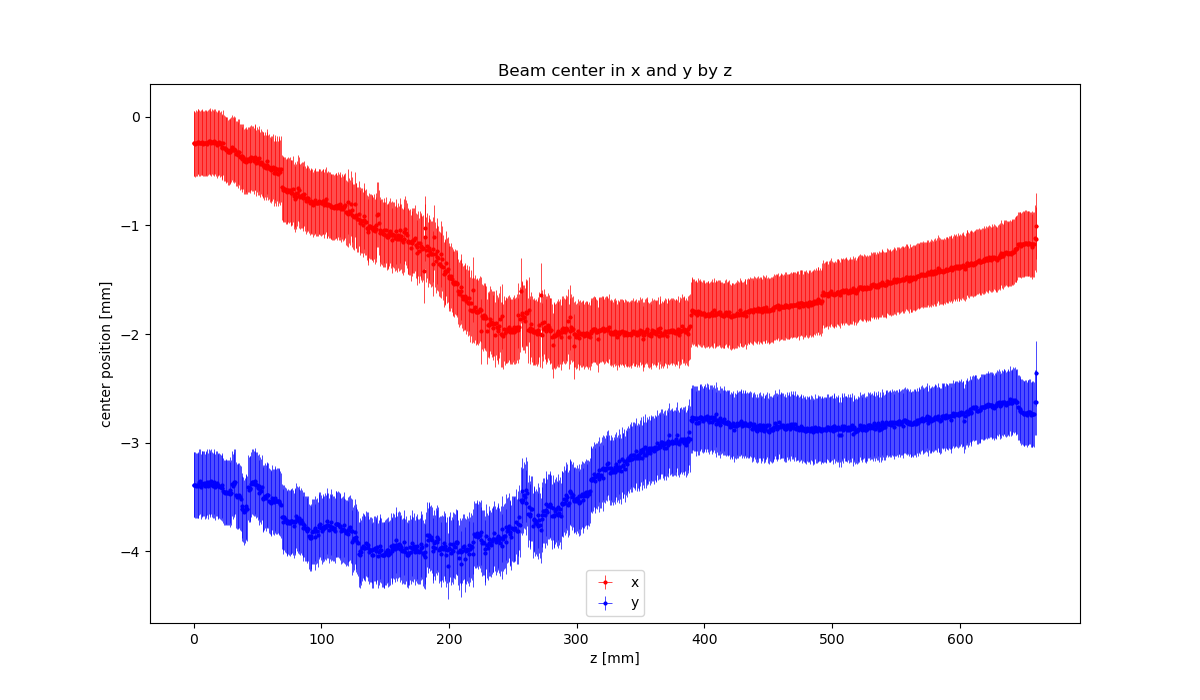 Beam center in x and y by z
center position [mm]
0
−1
−2
−3
−4
x
y
0 100 200 300 400 500 600
z [mm]